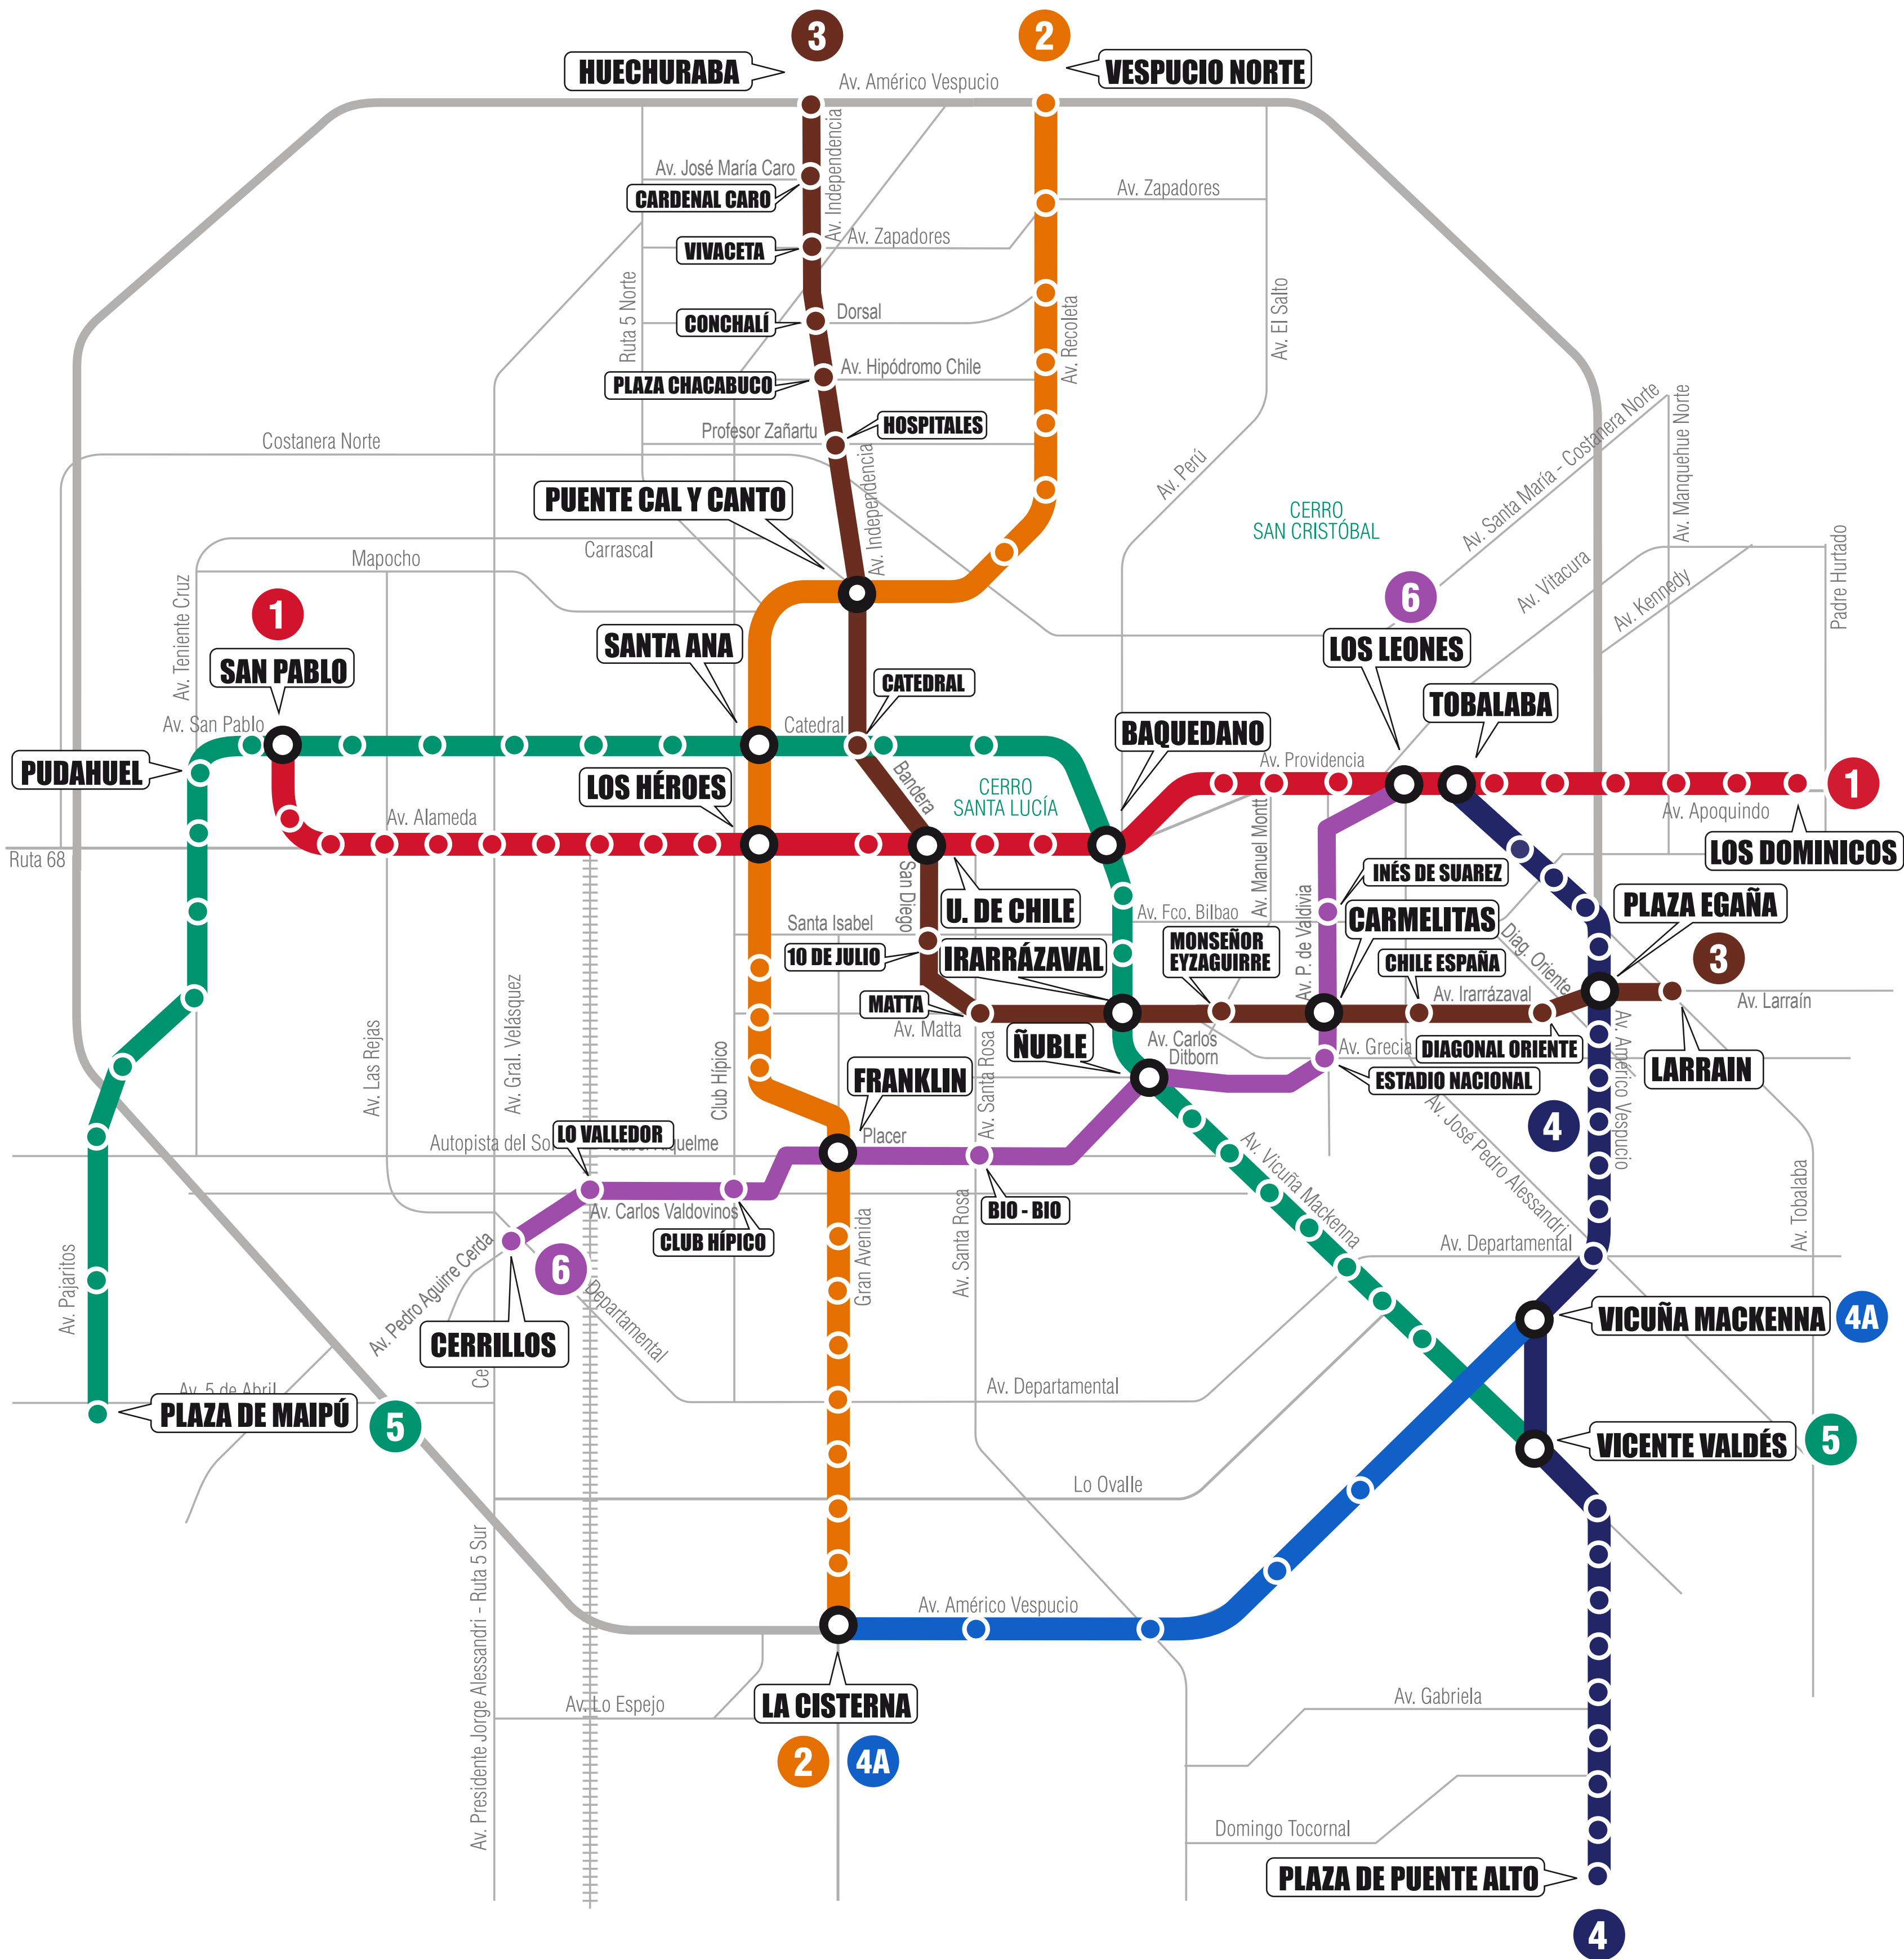 3
2
HUECHURABA
VESPUCIO NORTE
Av. Américo Vespucio
Av. Independencia
Av. José María Caro
CARDENAL CARO
Av. Zapadores
VIVACETA
Av. Zapadores
Ruta 5 Norte
CONCHALÍ
Dorsal
Av. Recoleta
Av. El Salto
PLAZA CHACABUCO
Av. Hipódromo Chile
Profesor Zañartu
HOSPITALES
Costanera Norte
Av. Santa María - Costanera Norte
Av. Manquehue Norte
Av. Perú
PUENTE CAL Y CANTO
Av. Independencia
CERRO
SAN CRISTÓBAL
Mapocho
Carrascal
Av. Vitacura
Av. Kennedy
Padre Hurtado
Av. Teniente Cruz
1
6
SAN PABLO
SANTA ANA
LOS LEONES
CATEDRAL
TOBALABA
Av. San Pablo
Catedral
BAQUEDANO
PUDAHUEL
LOS HÉROES
Bandera
CERRO
SANTA LUCÍA
Av. Providencia
1
Av. Alameda
Av. Apoquindo
Ruta 68
LOS DOMINICOS
San Diego
Av. Manuel Montt
INÉS DE SUAREZ
U. DE CHILE
Av. Fco. Bilbao
Av. P. de Valdivia
CARMELITAS
PLAZA EGAÑA
Santa Isabel
10 DE JULIO
IRARRÁZAVAL
MONSEÑOR
EYZAGUIRRE
CHILE ESPAÑA
Diag. Oriente
3
MATTA
Av. Matta
Av. Irarrázaval
Av. Larraín
Av. Las Rejas
Av. Gral. Velásquez
Club Hípico
Av. Santa Rosa
ÑUBLE
Av. Carlos
Ditborn
Av. Grecia
DIAGONAL ORIENTE
Av. Américo Vespucio
LARRAIN
FRANKLIN
ESTADIO NACIONAL
LO VALLEDOR
Placer
4
Autopista del So
quelme
Av. Vicuña Mackenna
Av. José Pedro Alessandri
Av. Tobalaba
Av. Carlos Valdovinos
CLUB HÍPICO
BIO - BIO
Av. Santa Rosa
Gran Avenida
Av. Departamental
Av. Pajaritos
Av. Pedro Aguirre Cerda
6
Departamental
CERRILLOS
VICUÑA MACKENNA
4A
Ce
Av. 5 de Abril
Av. Departamental
PLAZA DE MAIPÚ
5
VICENTE VALDÉS
5
Lo Ovalle
Av. Presidente Jorge Alessandri - Ruta 5 Sur
Av. Américo Vespucio
LA CISTERNA
Av. Lo Espejo
Av. Gabriela
2
4A
Domingo Tocornal
PLAZA DE PUENTE ALTO
4